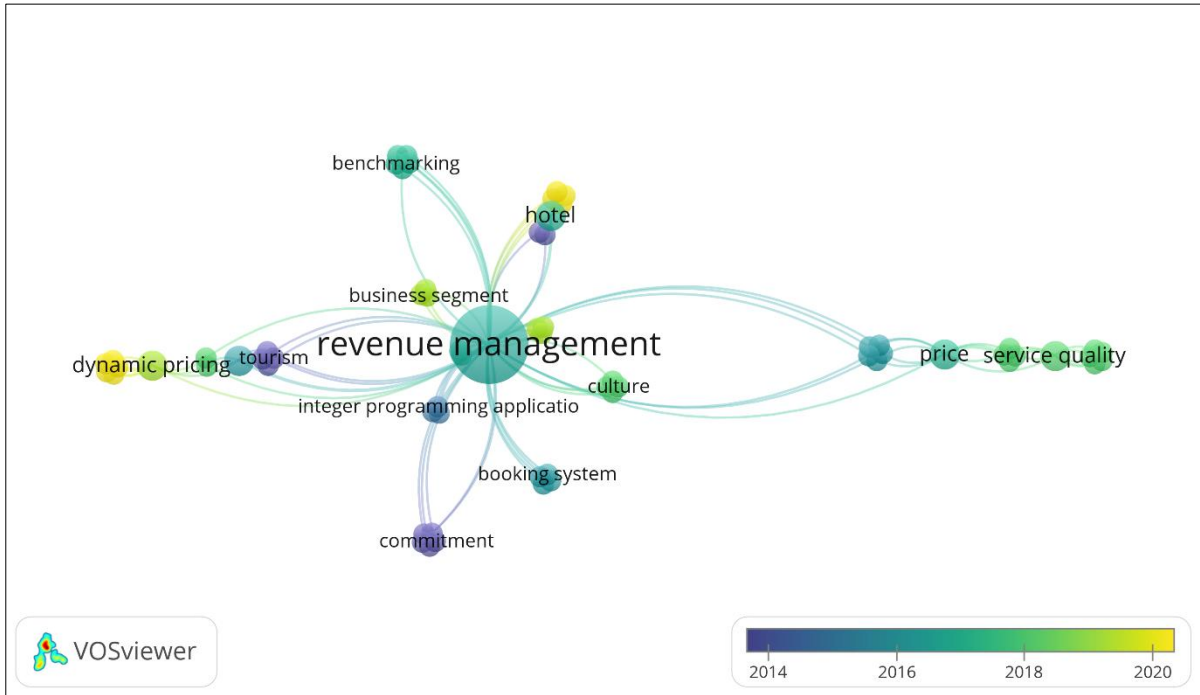 benchmarking
hotel
business segment
revenue management
dynamic pricing
tourism
price
service quality
culture
integer programming applicatio
booking system
commitment
VOSviewer
2014
2016
2018
2020